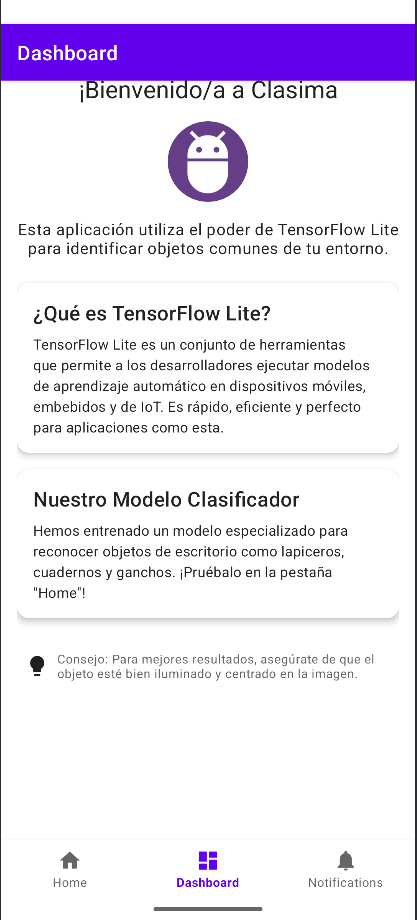 Dashboard
¡Bienvenido/a a Clasima
Esta aplicación utiliza el poder de TensorFlow Lite
para identificar objetos comunes de tu entorno.
¿Qué es TensorFlow Lite?
TensorFlow Lite es un conjunto de herramientas
que permite a los desarrolladores ejecutar modelos
de aprendizaje automático en dispositivos móviles,
embebidos y de IoT. Es rápido, eficiente y perfecto
para aplicaciones como esta.
Nuestro Modelo Clasificador
Hemos entrenado un modelo especializado para
reconocer objetos de escritorio como lapiceros,
cuadernos y ganchos. ¡Pruébalo en la pestaña
"Home"!
Consejo: Para mejores resultados, asegúrate de que el
objeto esté bien iluminado y centrado en la imagen.
Home
Dashboard
Notifications